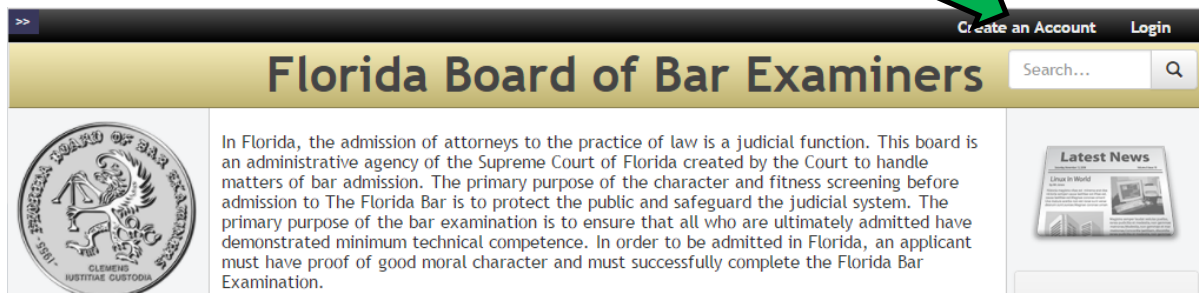 >>
Create an Account Login
Florida Board of Bar Examiners
Search...
In Florida, the admission of attorneys to the practice of law is a judicial function. This board is
an administrative agency of the Supreme Court of Florida created by the Court to handle
matters of bar admission. The primary purpose of the character and fitness screening before
admission to The Florida Bar is to protect the public and safeguard the judicial system. The
primary purpose of the bar examination is to ensure that all who are ultimately admitted have
demonstrated minimum technical competence. In order to be admitted in Florida, an applicant
must have proof of good moral character and must successfully complete the Florida Bar
Examination.
FLORIDA BOARD OF BAR EXAMINERS - 1955 -
CLEMENS
IUSTITIAE CUSTODIA
Latest News
Linux in World